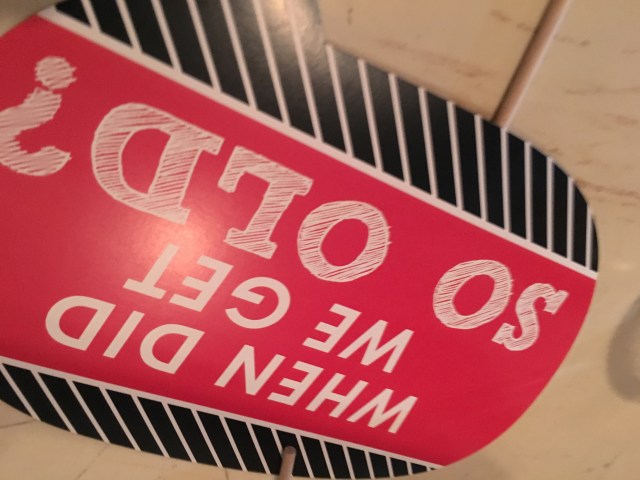 WHEN DID
WE GET
SO OLD?